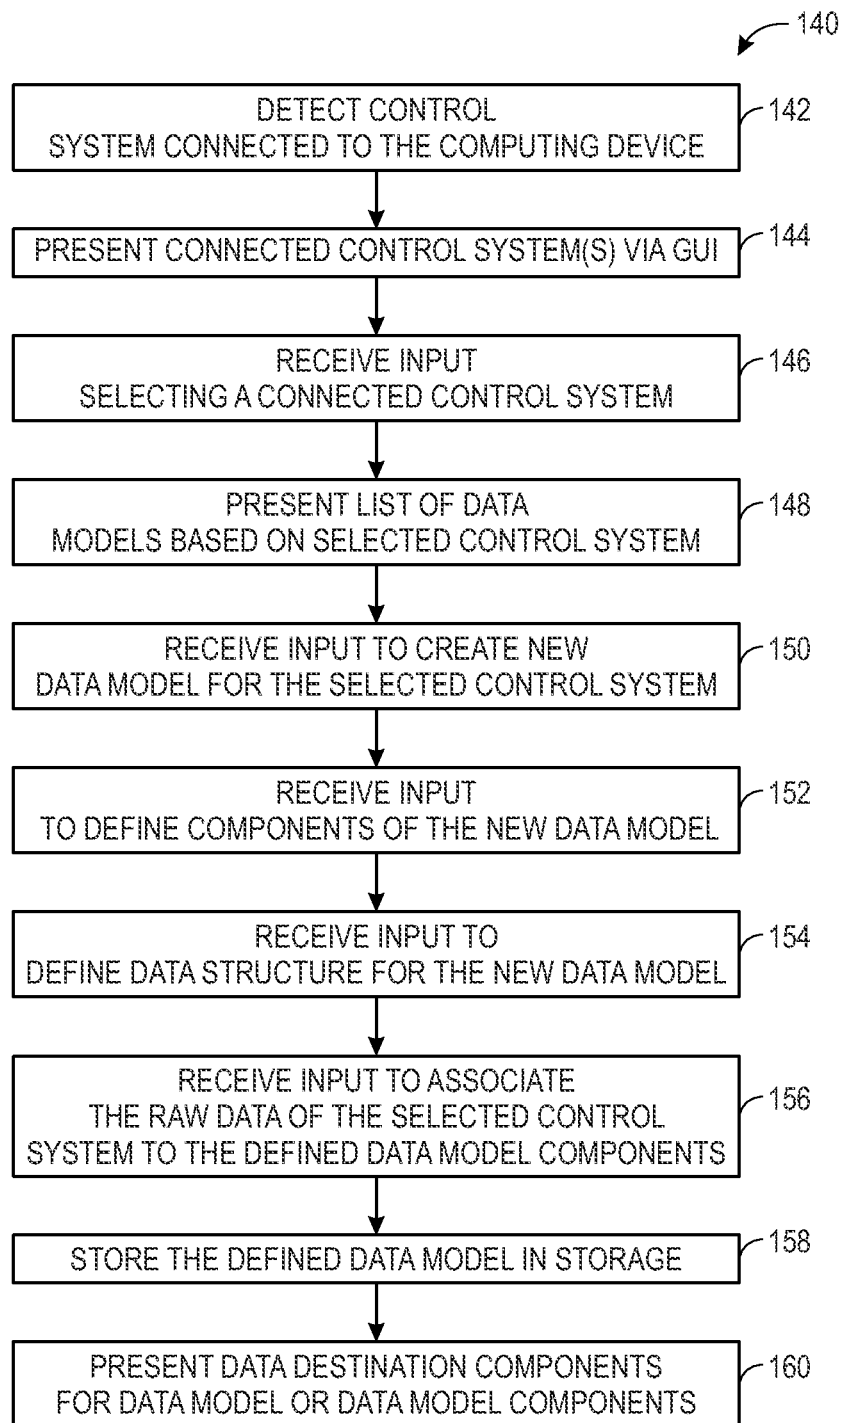 140
DETECT CONTROL
SYSTEM CONNECTED TO THE COMPUTING DEVICE
142
PRESENT CONNECTED CONTROL SYSTEM(S) VIA GUI
144
RECEIVE INPUT
SELECTING A CONNECTED CONTROL SYSTEM
146
PRESENT LIST OF DATA
MODELS BASED ON SELECTED CONTROL SYSTEM
148
RECEIVE INPUT TO CREATE NEW
DATA MODEL FOR THE SELECTED CONTROL SYSTEM
150
RECEIVE INPUT
TO DEFINE COMPONENTS OF THE NEW DATA MODEL
152
RECEIVE INPUT TO
DEFINE DATA STRUCTURE FOR THE NEW DATA MODEL
154
RECEIVE INPUT TO ASSOCIATE
THE RAW DATA OF THE SELECTED CONTROL
SYSTEM TO THE DEFINED DATA MODEL COMPONENTS
156
STORE THE DEFINED DATA MODEL IN STORAGE
158
PRESENT DATA DESTINATION COMPONENTS
FOR DATA MODEL OR DATA MODEL COMPONENTS
160